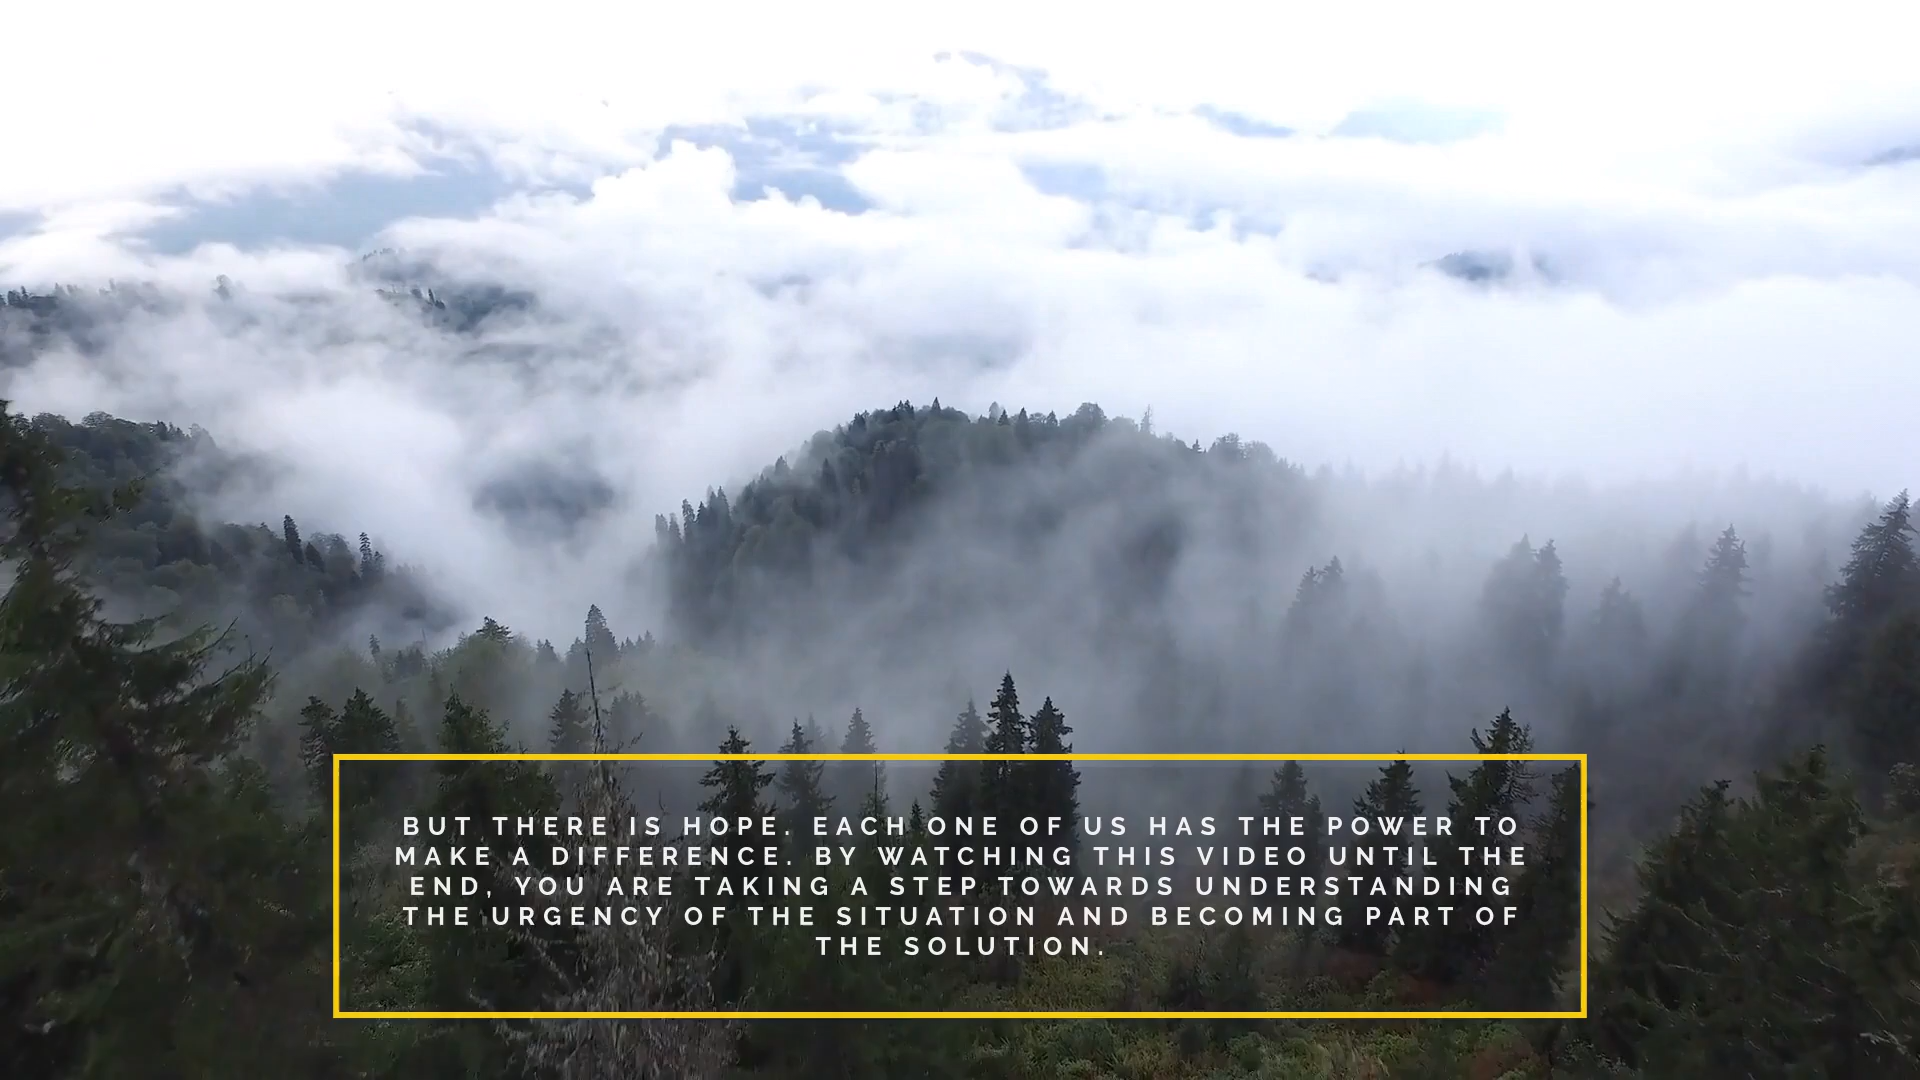 BUT THERE IS HOPE. EACH ONE OF US HAS THE POWER TO
MAKE A DIFFERENCE. BY WATCHING THIS VIDEO UNTIL THE
END, YOU ARE TAKING A STEP TOWARDS UNDERSTANDING
THE URGENCY OF THE SITUATION AND BECOMING PART OF
THE SOLUTION.